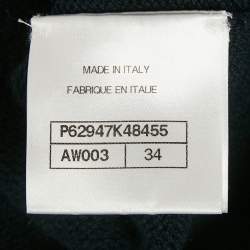 MADE IN ITALY
FABRIQUE EN ITALIE
P62947K48455
AW003 34